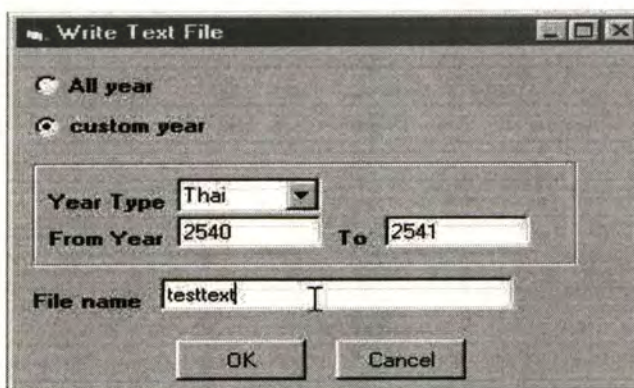 Write Text File
All year
custom year
Year Type Thai
From Year 2540 To 2541
File name testtext
OK Cancel